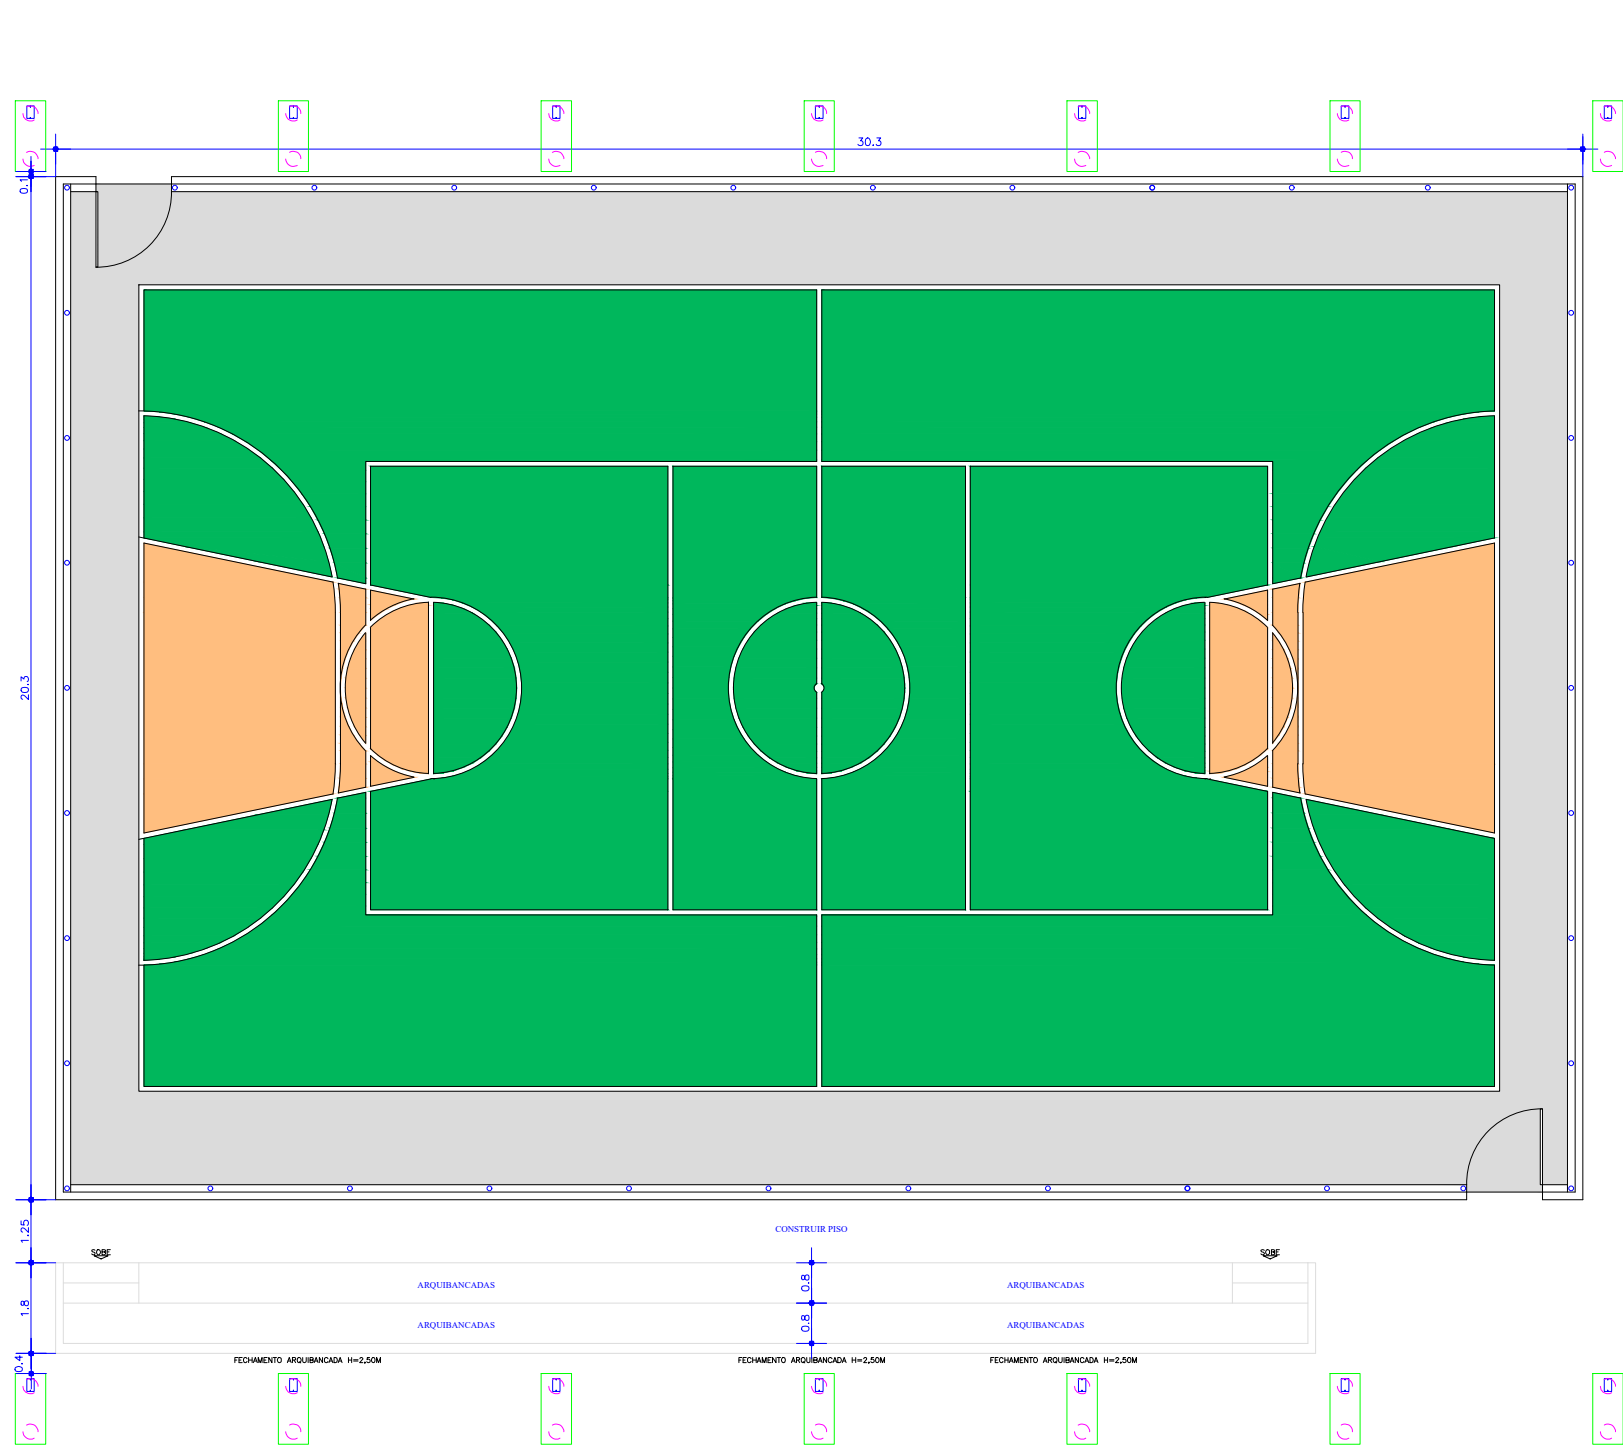 30.3
0.1
20.3
1.25
CONSTRUIR PISO
SOBE
SOBE
1.8
ARQUIBANCADAS
0.8
ARQUIBANCADAS
ARQUIBANCADAS
0.8
ARQUIBANCADAS
0.4
FECHAMENTO ARQUIBANCADA H=2,50M
FECHAMENTO ARQUIBANCADA H=2,50M
FECHAMENTO ARQUIBANCADA H=2,50M